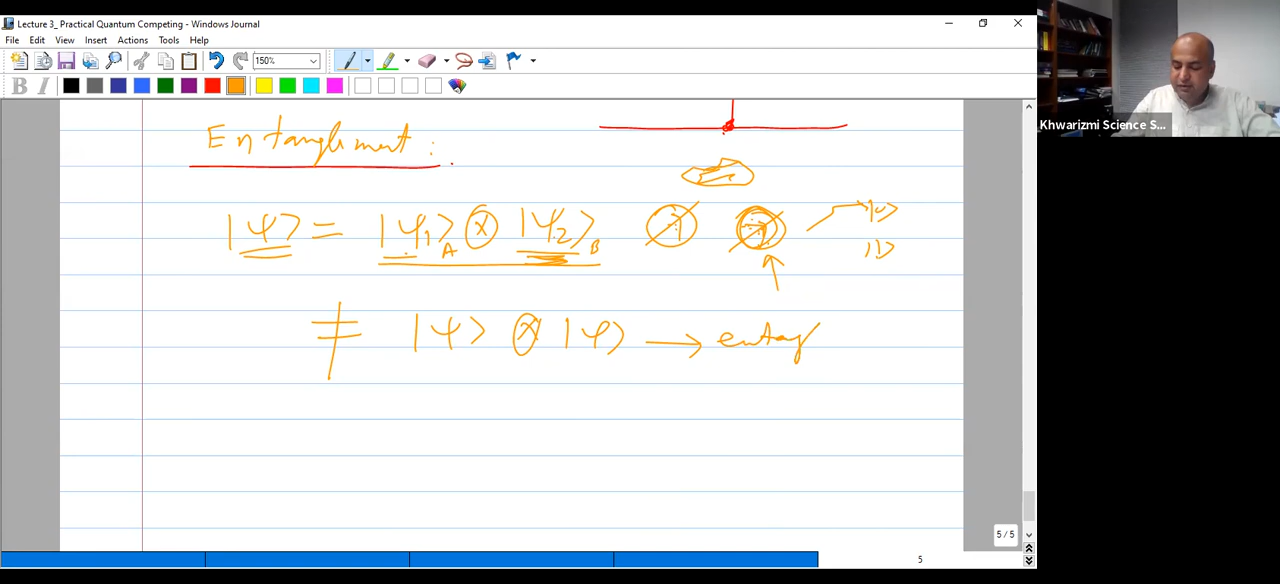 Lecture 3_ Practical Quantum Competing - Windows Journal
File Edit View Insert Actions Tools Help
150%
B I
Khwarizmi Science S...
Entanglement:
|ψ⟩ = |ψ₁⟩A ⊗ |ψ₂⟩B
|0⟩
|1⟩
≠ |ψ⟩ ⊗ |φ⟩ → entag
5 / 5
5